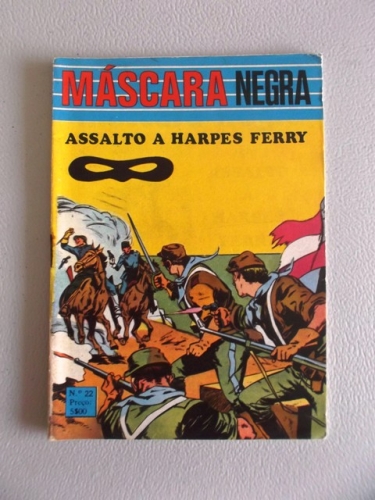 MÁSCARA NEGRA
ASSALTO A HARPES FERRY
N.º 22
Preço
5$00